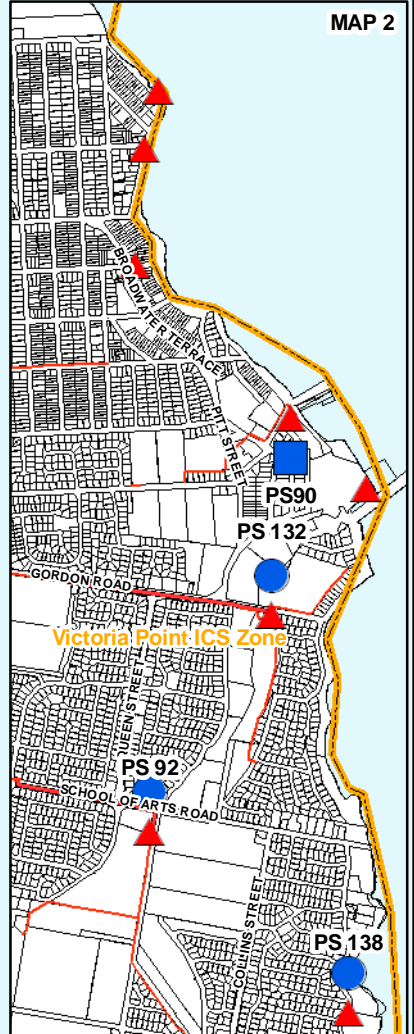 MAP 2
BROADWATER TERRACE
PITT STREET
PS90
PS 132
GORDON ROAD
Victoria Point ICS Zone
QUEEN STREET
PS 92
SCHOOL OF ARTS ROAD
COLLINS STREET
PS 138